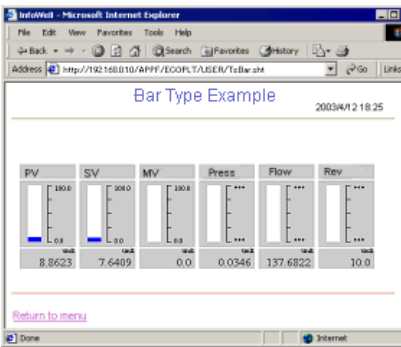 InfoWell - Microsoft Internet Explorer
File Edit View Favorites Tools Help
Back Search Favorites History
Address http://192.168.0.10/APPF/ECOPLT/USER/TsBar.sht Go Links
Bar Type Example
2003/4/12 18:25
PV SV MV Press Flow Rev
100.0 200.0 100.0 *** *** ***
0.0 0.0 0.0 *** *** ***
8.8623 7.6409 0.0 0.0346 137.6822 10.0
Return to menu
Done Internet